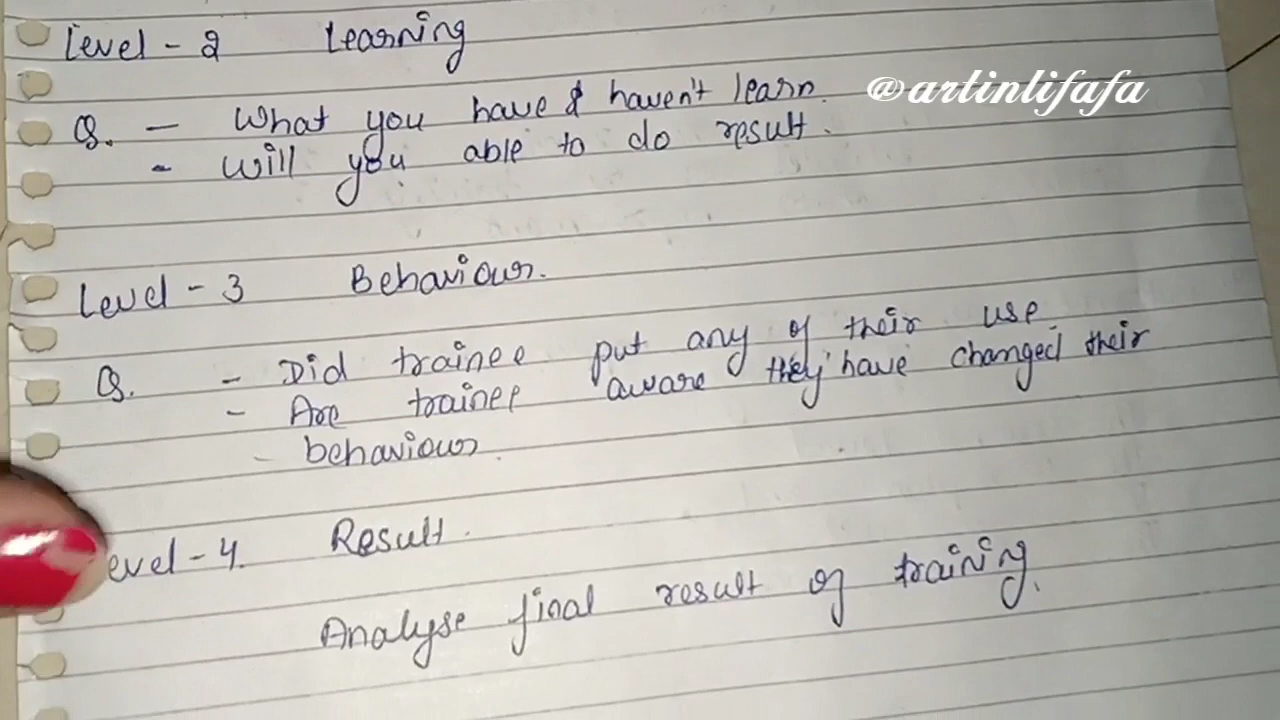 Level - 2 Learning
@artinlifafa
Q. - What you have & haven't learn.
- Will you able to do result.
Level - 3 Behaviour.
Q. - Did trainee put any of their use.
- Are trainee aware they have changed their
- behaviour.
evel - 4. Result.
Analyse final result of training.